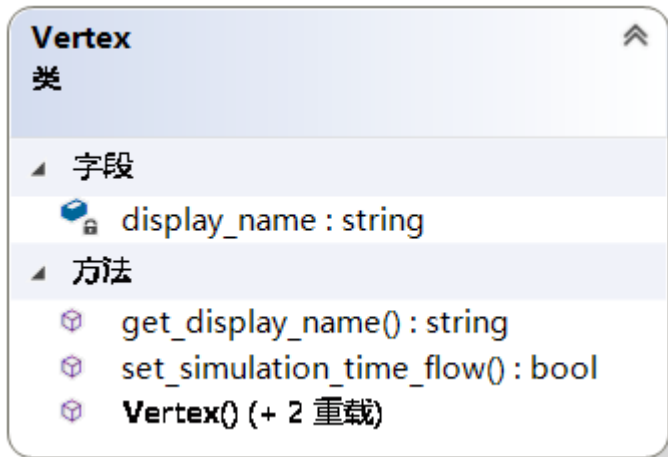 Vertex
类
字段
display_name : string
方法
get_display_name() : string
set_simulation_time_flow() : bool
Vertex() (+ 2 重载)